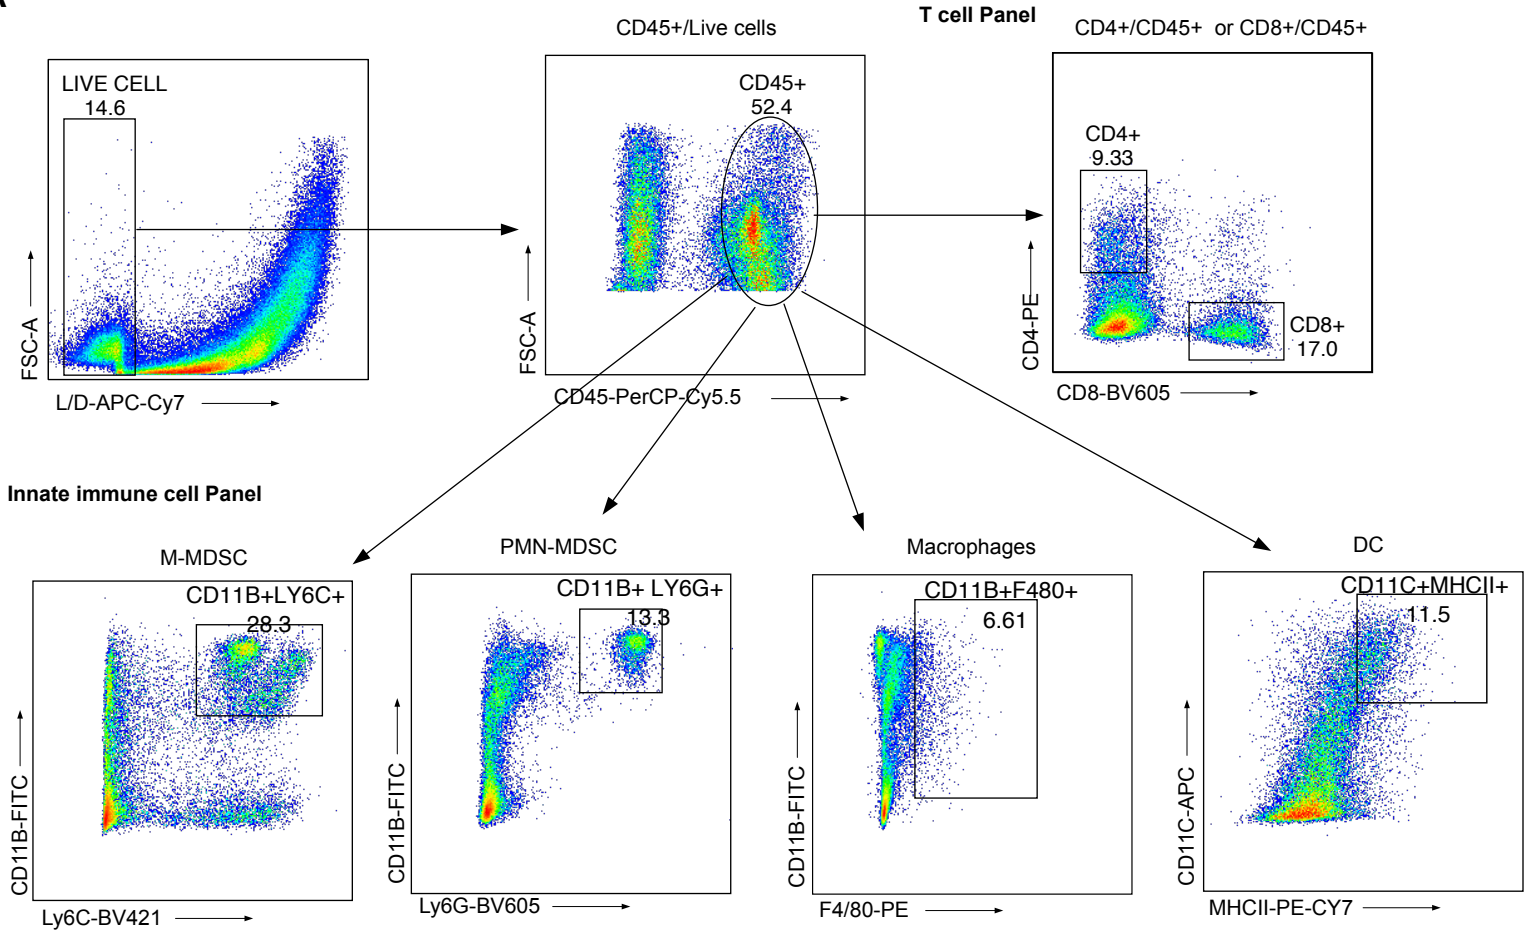 T cell Panel
CD45+/Live cells
CD4+/CD45+ or CD8+/CD45+
LIVE CELL
14.6
FSC-A
L/D-APC-Cy7
CD45+
52.4
FSC-A
CD45-PerCP-Cy5.5
CD4+
9.33
CD8+
17.0
CD4-PE
CD8-BV605
Innate immune cell Panel
M-MDSC
CD11B+LY6C+
28.3
CD11B-FITC
Ly6C-BV421
PMN-MDSC
CD11B+ LY6G+
13.3
CD11B-FITC
Ly6G-BV605
Macrophages
CD11B+F480+
6.61
CD11B-FITC
F4/80-PE
DC
CD11C+MHCII+
11.5
CD11C-APC
MHCII-PE-CY7